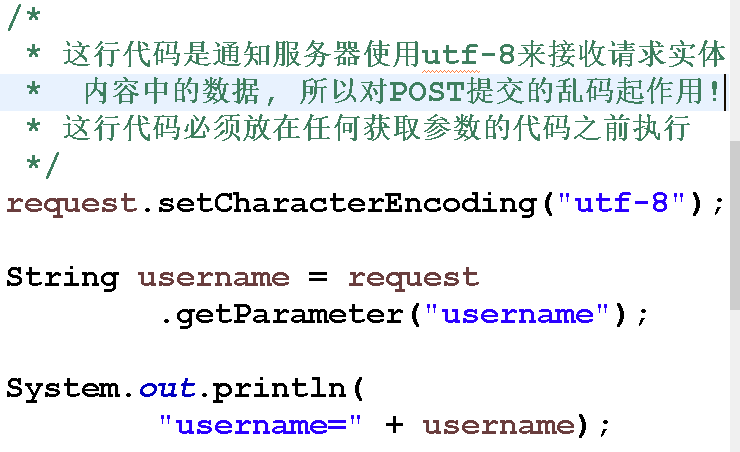 /*
 * 这行代码是通知服务器使用utf-8来接收请求实体
 *  内容中的数据, 所以对POST提交的乱码起作用!
 * 这行代码必须放在任何获取参数的代码之前执行
 */
request.setCharacterEncoding("utf-8");
String username = request
        .getParameter("username");
System.out.println(
        "username=" + username);